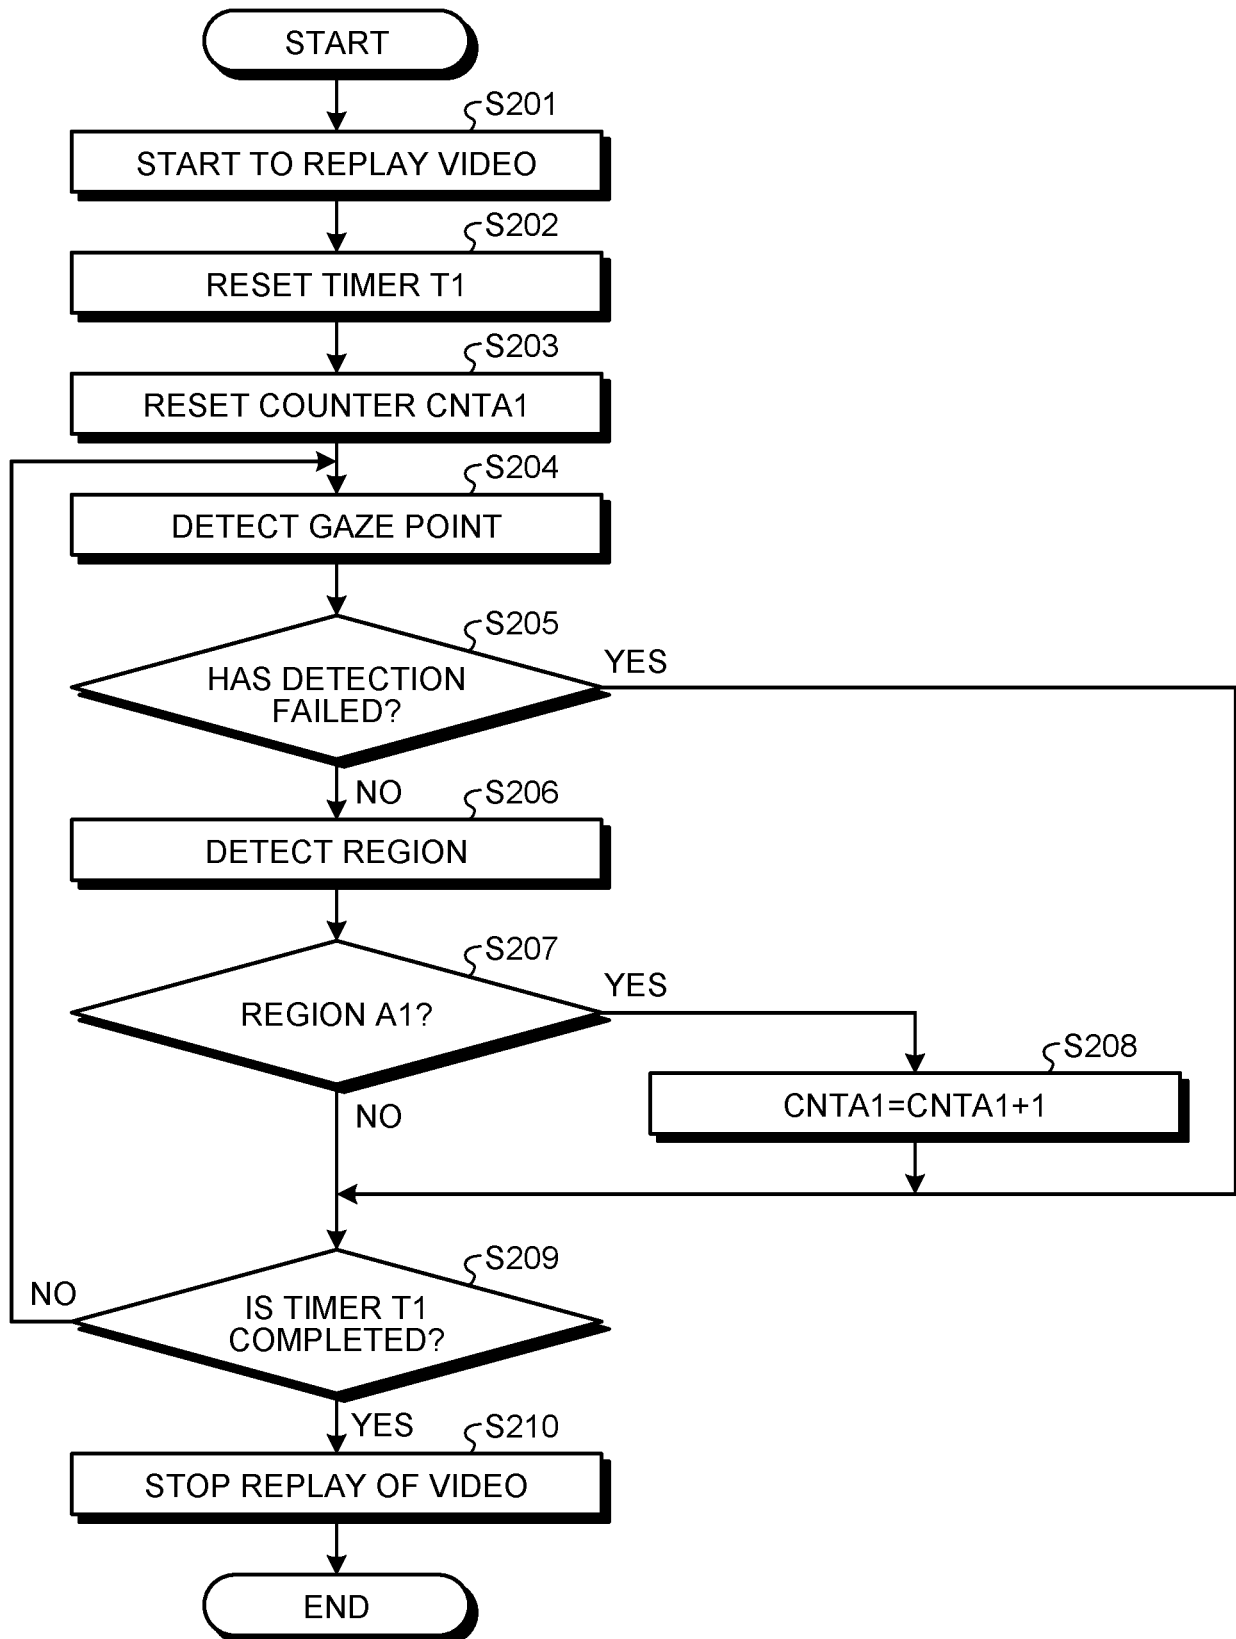 START
S201
START TO REPLAY VIDEO
S202
RESET TIMER T1
S203
RESET COUNTER CNTA1
S204
DETECT GAZE POINT
S205
HAS DETECTION
FAILED?
YES
NO
S206
DETECT REGION
S207
REGION A1?
YES
NO
S208
CNTA1=CNTA1+1
S209
IS TIMER T1
COMPLETED?
NO
YES
S210
STOP REPLAY OF VIDEO
END